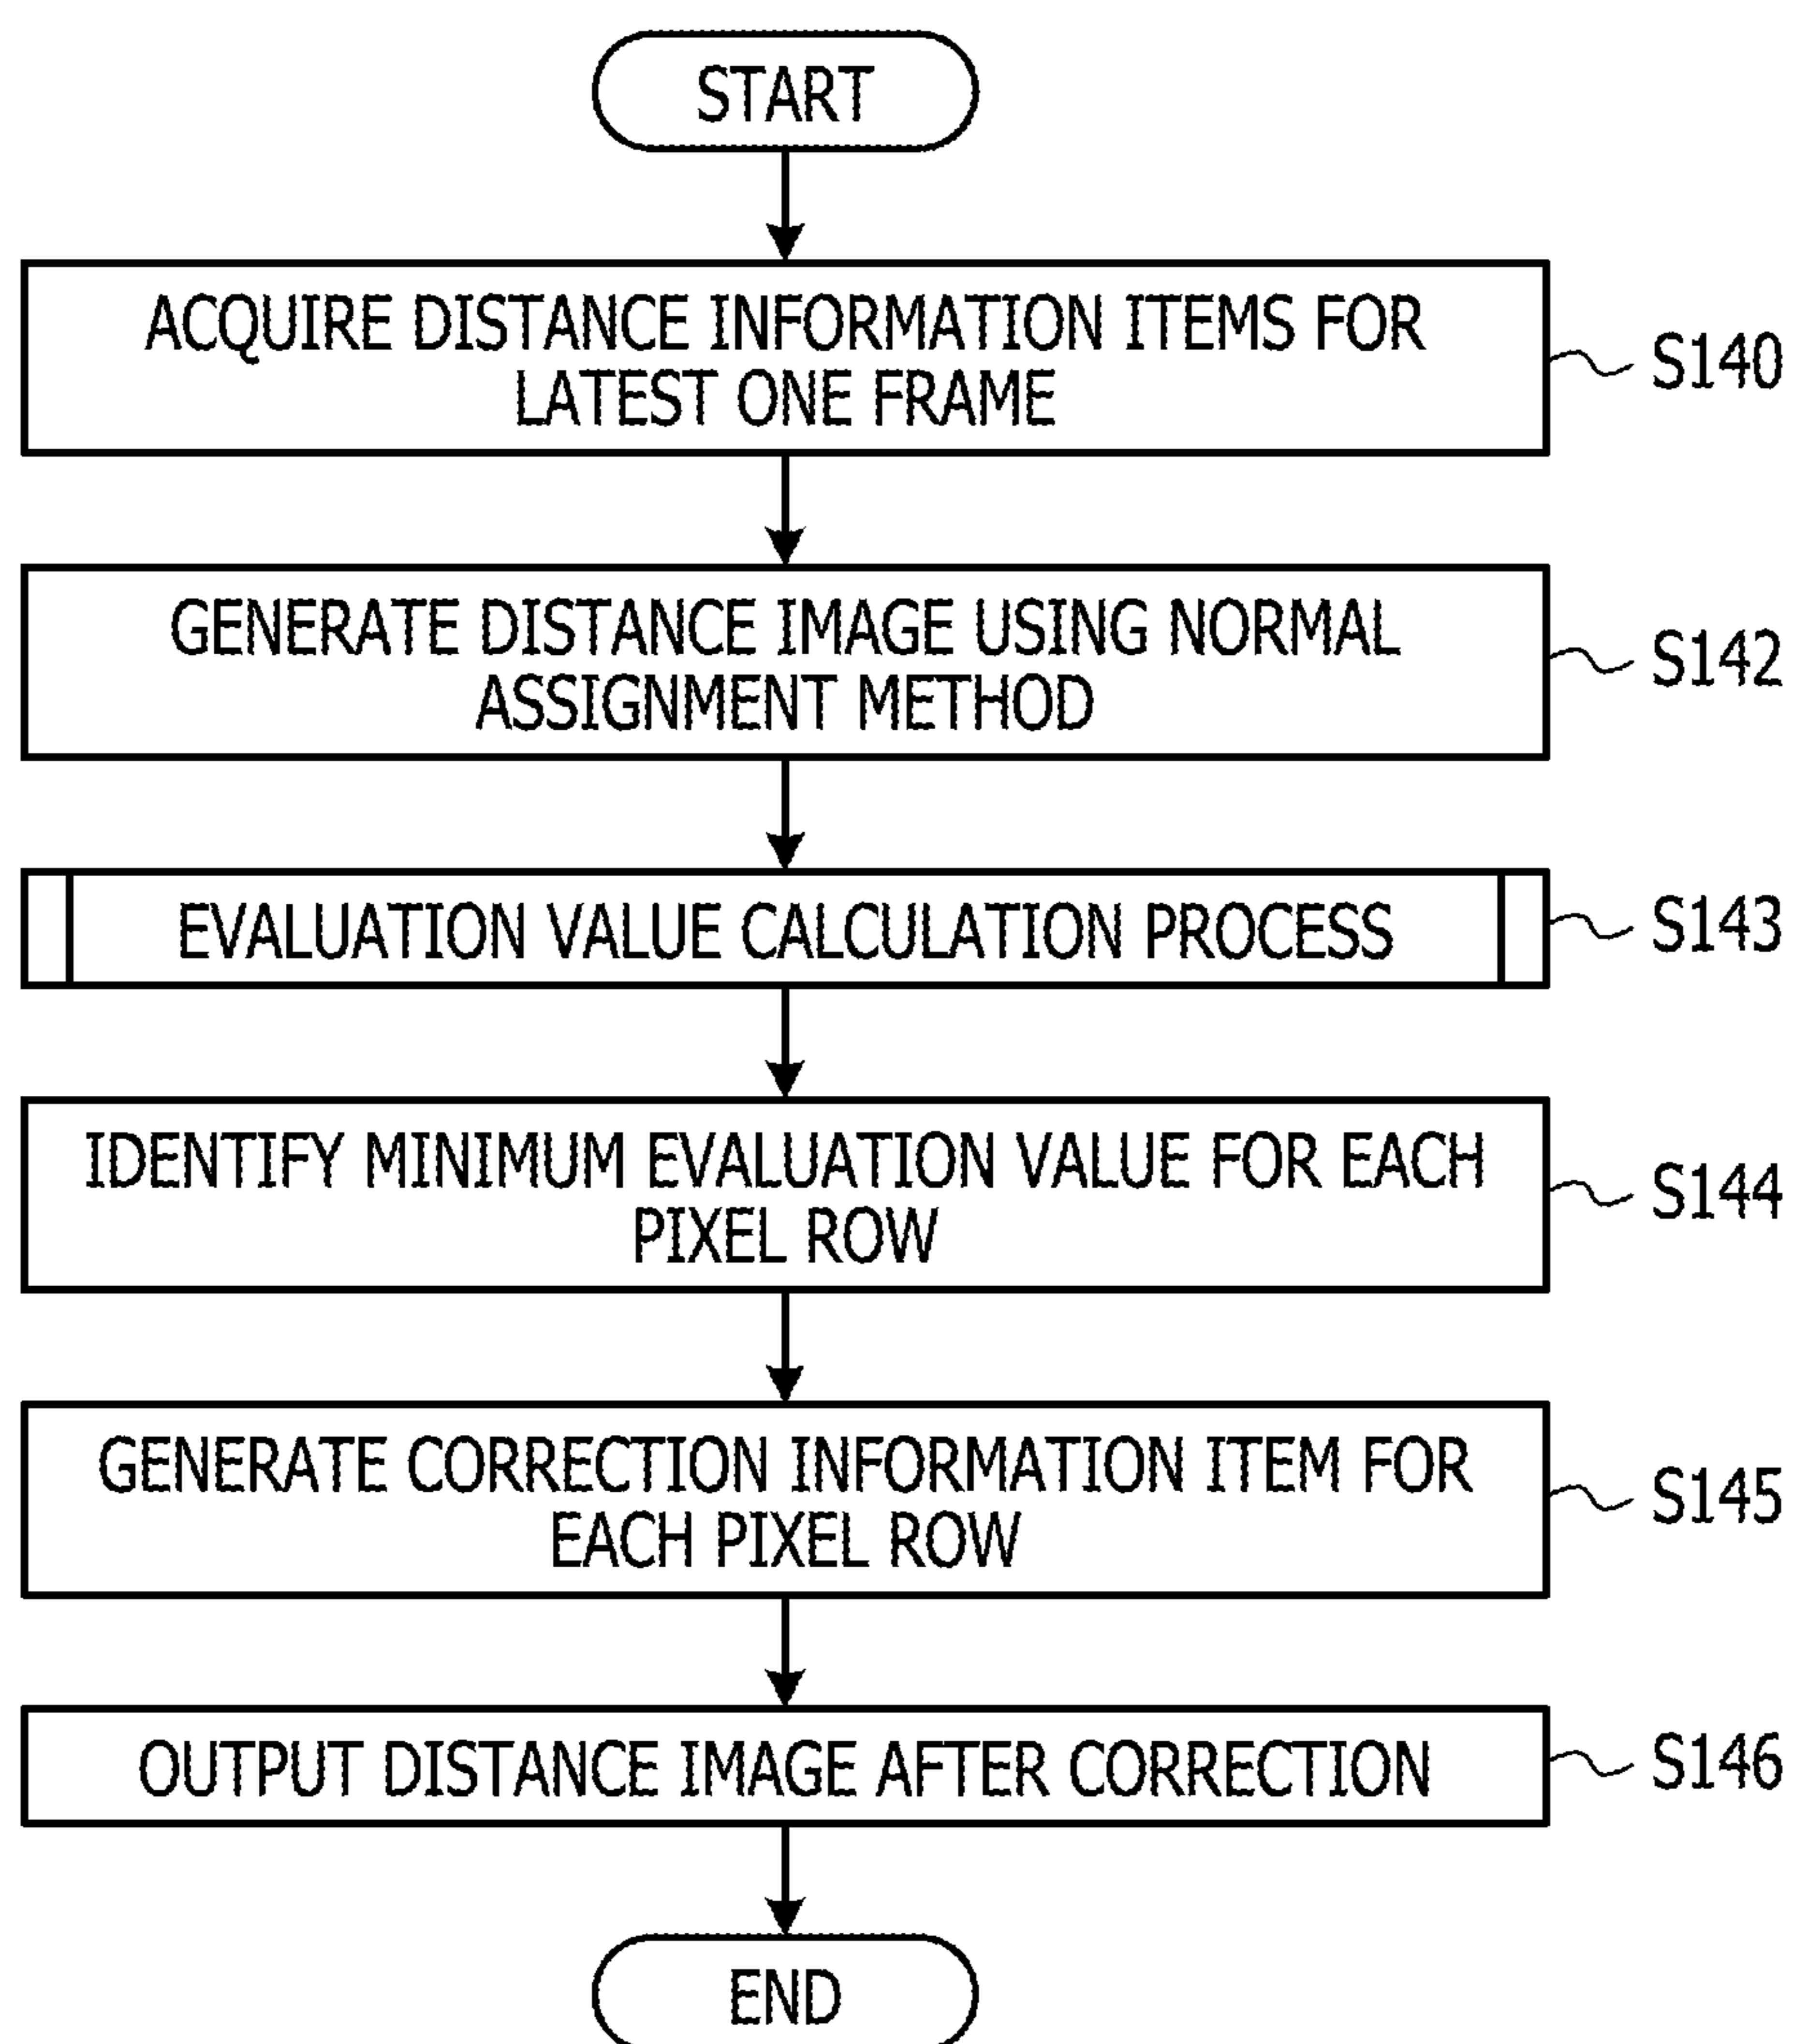 START
ACQUIRE DISTANCE INFORMATION ITEMS FOR
LATEST ONE FRAME
S140
GENERATE DISTANCE IMAGE USING NORMAL
ASSIGNMENT METHOD
S142
EVALUATION VALUE CALCULATION PROCESS
S143
IDENTIFY MINIMUM EVALUATION VALUE FOR EACH
PIXEL ROW
S144
GENERATE CORRECTION INFORMATION ITEM FOR
EACH PIXEL ROW
S145
OUTPUT DISTANCE IMAGE AFTER CORRECTION
S146
END